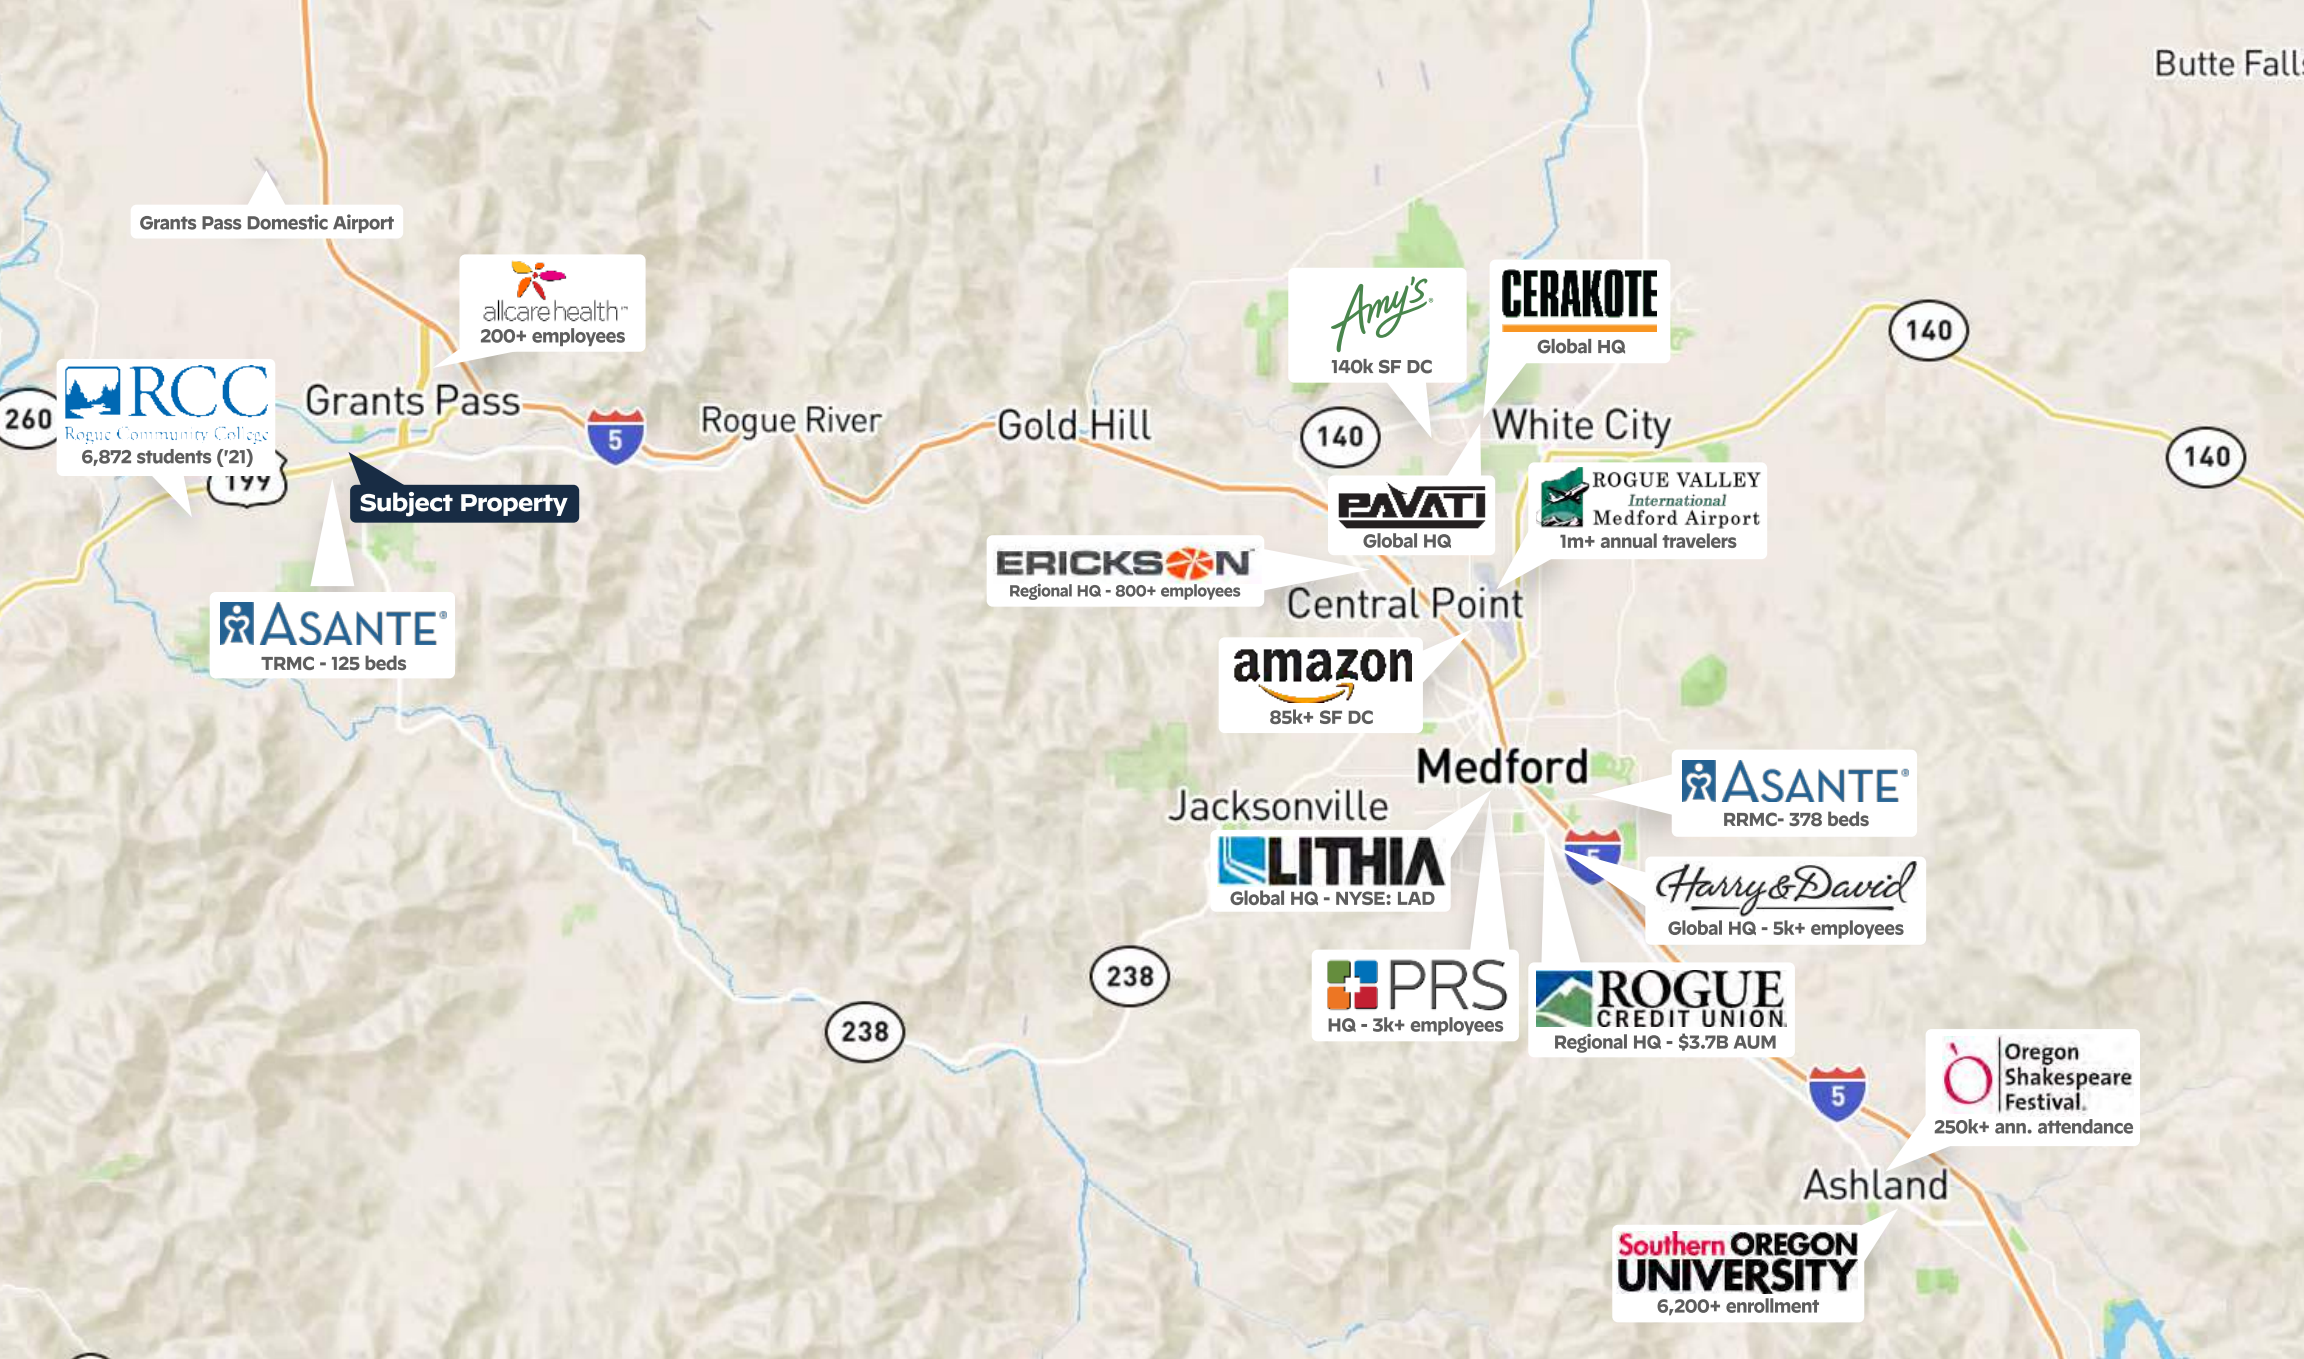 Butte Falls
Grants Pass Domestic Airport
allcare health™
200+ employees
RCC
Rogue Community College
6,872 students ('21)
260
199
Grants Pass
5
Subject Property
ASANTE®
TRMC - 125 beds
Rogue River
Gold Hill
Amy's®
140k SF DC
CERAKOTE
Global HQ
140
140
White City
140
PAVATI
Global HQ
ROGUE VALLEY
International
Medford Airport
1m+ annual travelers
ERICKSON
Regional HQ - 800+ employees
Central Point
amazon
85k+ SF DC
Medford
Jacksonville
ASANTE®
RRMC- 378 beds
LITHIA
Global HQ - NYSE: LAD
5
Harry & David
Global HQ - 5k+ employees
238
238
PRS
HQ - 3k+ employees
ROGUE
CREDIT UNION
Regional HQ - $3.7B AUM
5
Oregon
Shakespeare
Festival
250k+ ann. attendance
Ashland
Southern OREGON
UNIVERSITY
6,200+ enrollment